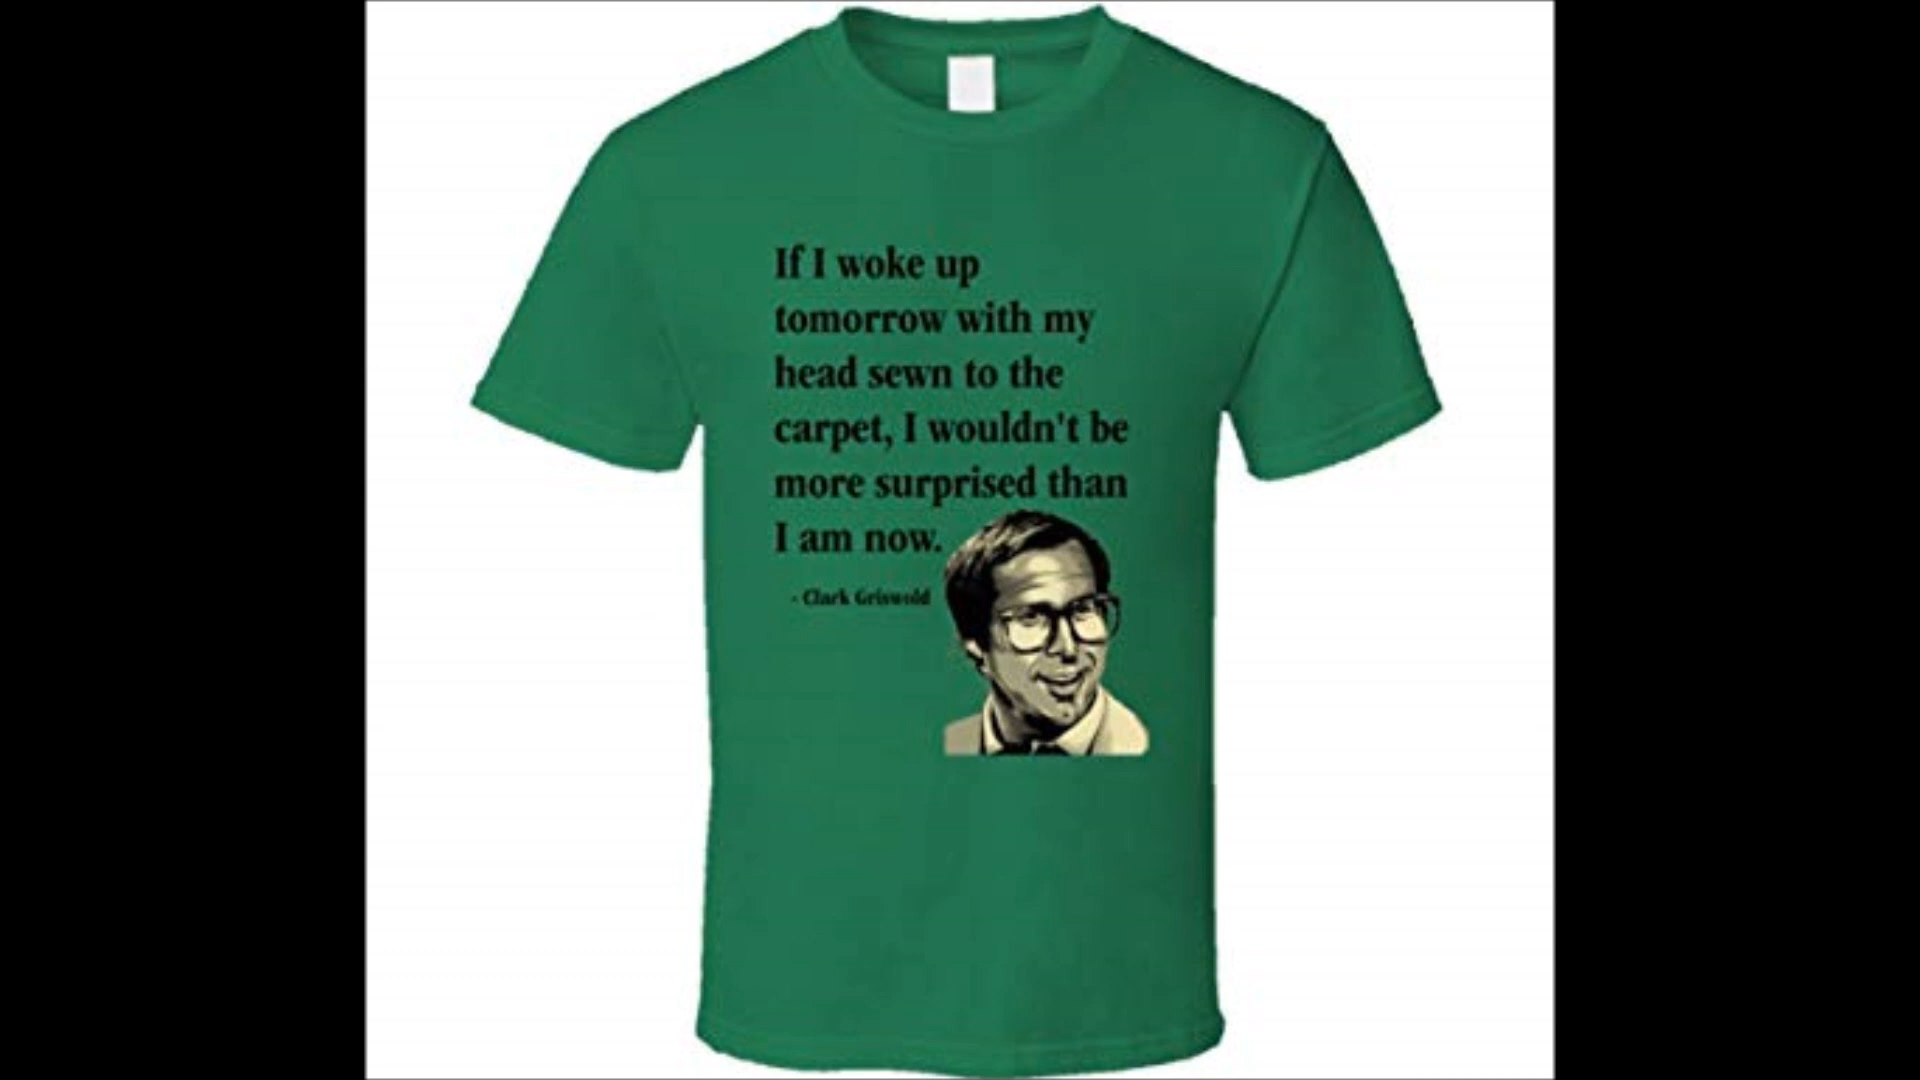 If I woke up
tomorrow with my
head sewn to the
carpet, I wouldn't be
more surprised than
I am now.
- Clark Griswold